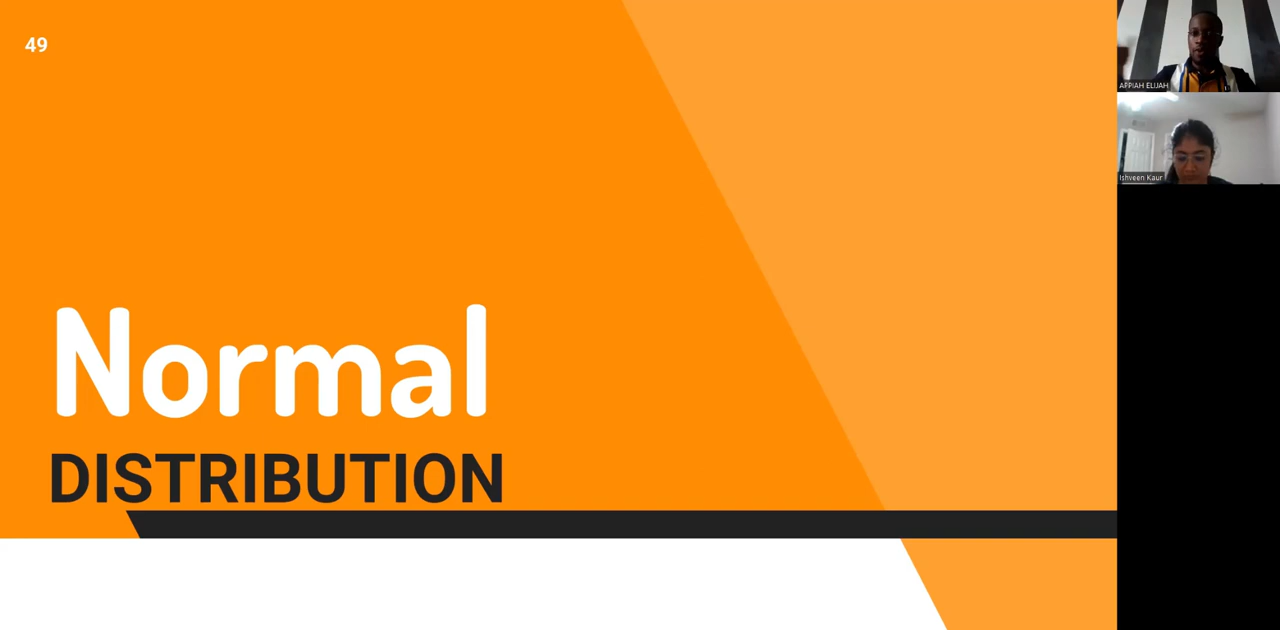 49
Normal
DISTRIBUTION
APPIAH ELIJAH
Ishveen Kaur